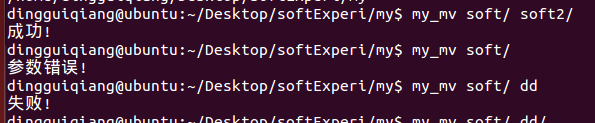 dingguiqiang@ubuntu:~/Desktop/softExperi/my$ my_mv soft/ soft2/
成功!
dingguiqiang@ubuntu:~/Desktop/softExperi/my$ my_mv soft/
参数错误!
dingguiqiang@ubuntu:~/Desktop/softExperi/my$ my_mv soft/ dd
失败!
dingguiqiang@ubuntu:~/Desktop/softExperi/my$ my_mv soft/ dd/